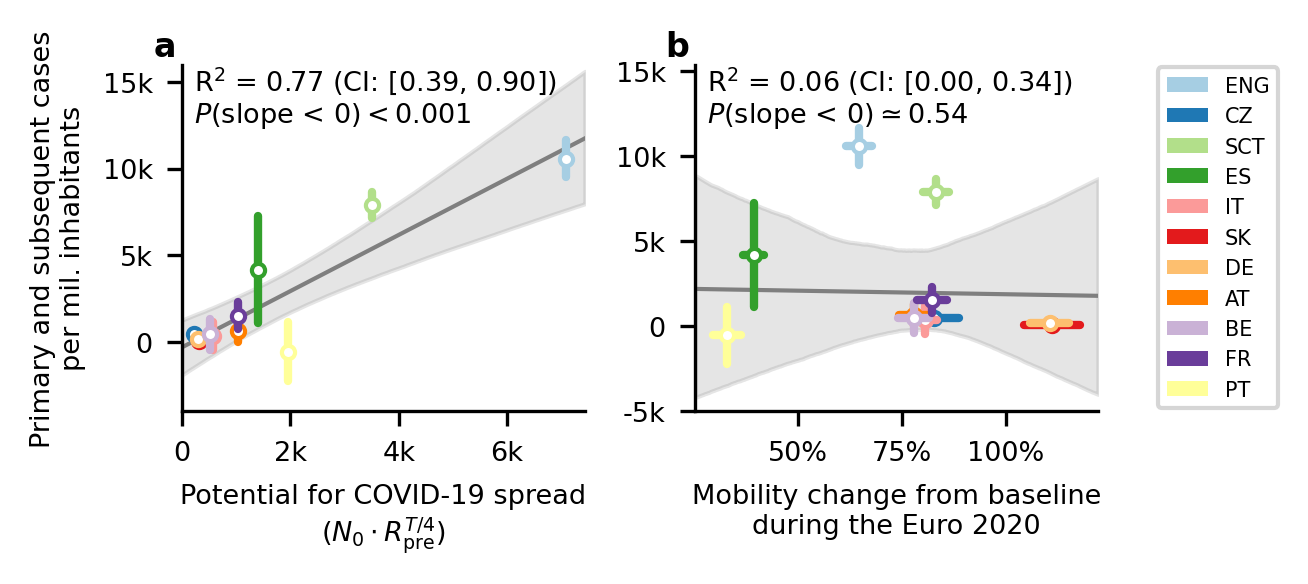 a
R² = 0.77 (CI: [0.39, 0.90])
P(slope < 0) < 0.001
Primary and subsequent cases
per mil. inhabitants
15k
10k
5k
0
0 2k 4k 6k
Potential for COVID-19 spread
(N₀ · R_pre^T/4)
b
R² = 0.06 (CI: [0.00, 0.34])
P(slope < 0) ≃ 0.54
15k
10k
5k
0
-5k
50% 75% 100%
Mobility change from baseline
during the Euro 2020
ENG
CZ
SCT
ES
IT
SK
DE
AT
BE
FR
PT